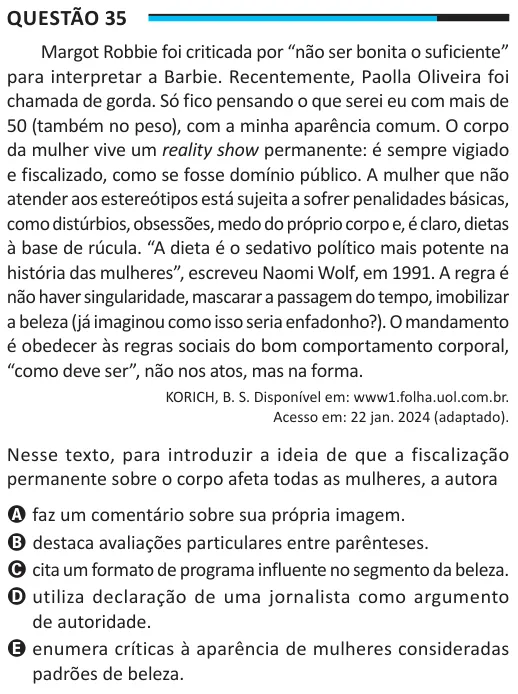 QUESTÃO 35
Margot Robbie foi criticada por “não ser bonita o suficiente”
para interpretar a Barbie. Recentemente, Paolla Oliveira foi
chamada de gorda. Só fico pensando o que serei eu com mais de
50 (também no peso), com a minha aparência comum. O corpo
da mulher vive um reality show permanente: é sempre vigiado
e fiscalizado, como se fosse domínio público. A mulher que não
atender aos estereótipos está sujeita a sofrer penalidades básicas,
como distúrbios, obsessões, medo do próprio corpo e, é claro, dietas
à base de rúcula. “A dieta é o sedativo político mais potente na
história das mulheres”, escreveu Naomi Wolf, em 1991. A regra é
não haver singularidade, mascarar a passagem do tempo, imobilizar
a beleza (já imaginou como isso seria enfadonho?). O mandamento
é obedecer às regras sociais do bom comportamento corporal,
“como deve ser”, não nos atos, mas na forma.
KORICH, B. S. Disponível em: www1.folha.uol.com.br.
Acesso em: 22 jan. 2024 (adaptado).
Nesse texto, para introduzir a ideia de que a fiscalização
permanente sobre o corpo afeta todas as mulheres, a autora
A faz um comentário sobre sua própria imagem.
B destaca avaliações particulares entre parênteses.
C cita um formato de programa influente no segmento da beleza.
D utiliza declaração de uma jornalista como argumento
de autoridade.
E enumera críticas à aparência de mulheres consideradas
padrões de beleza.